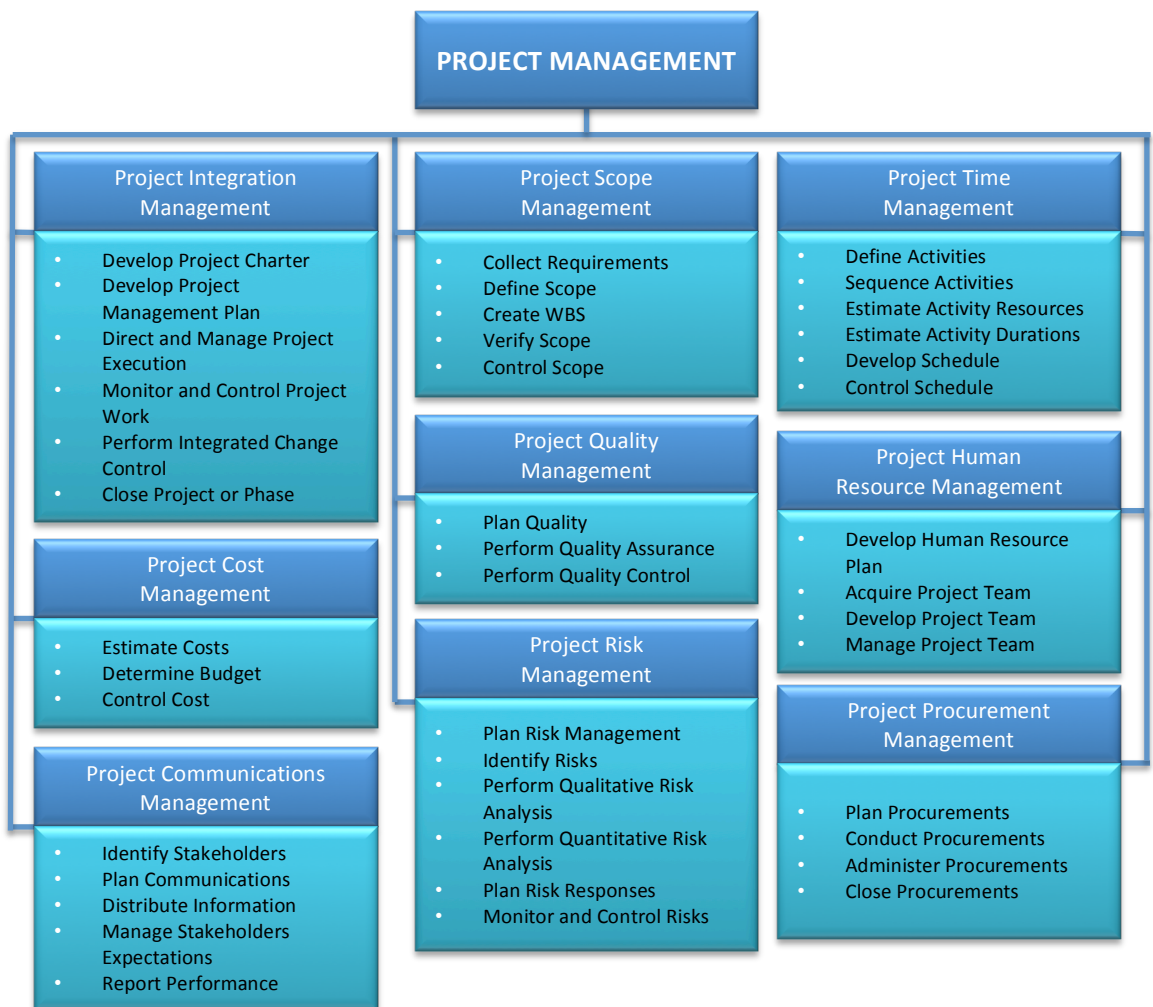 PROJECT MANAGEMENT
Project Integration
Management
• Develop Project Charter
• Develop Project
Management Plan
• Direct and Manage Project
Execution
• Monitor and Control Project
Work
• Perform Integrated Change
Control
• Close Project or Phase
Project Cost
Management
• Estimate Costs
• Determine Budget
• Control Cost
Project Communications
Management
• Identify Stakeholders
• Plan Communications
• Distribute Information
• Manage Stakeholders
Expectations
• Report Performance
Project Scope
Management
• Collect Requirements
• Define Scope
• Create WBS
• Verify Scope
• Control Scope
Project Quality
Management
• Plan Quality
• Perform Quality Assurance
• Perform Quality Control
Project Risk
Management
• Plan Risk Management
• Identify Risks
• Perform Qualitative Risk
Analysis
• Perform Quantitative Risk
Analysis
• Plan Risk Responses
• Monitor and Control Risks
Project Time
Management
• Define Activities
• Sequence Activities
• Estimate Activity Resources
• Estimate Activity Durations
• Develop Schedule
• Control Schedule
Project Human
Resource Management
• Develop Human Resource
Plan
• Acquire Project Team
• Develop Project Team
• Manage Project Team
Project Procurement
Management
• Plan Procurements
• Conduct Procurements
• Administer Procurements
• Close Procurements